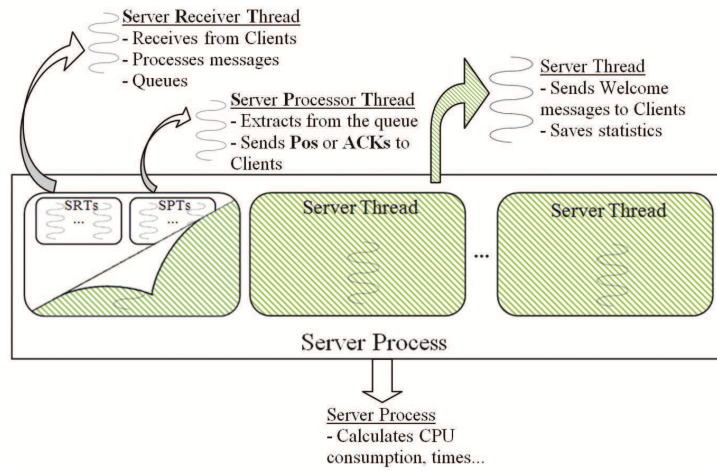 Server Receiver Thread
- Receives from Clients
- Processes messages
- Queues
Server Processor Thread
- Extracts from the queue
- Sends Pos or ACKs to
Clients
Server Thread
- Sends Welcome
messages to Clients
- Saves statistics
SRTs
...
SPTs
...
Server Thread
...
Server Thread
Server Process
Server Process
- Calculates CPU
consumption, times...